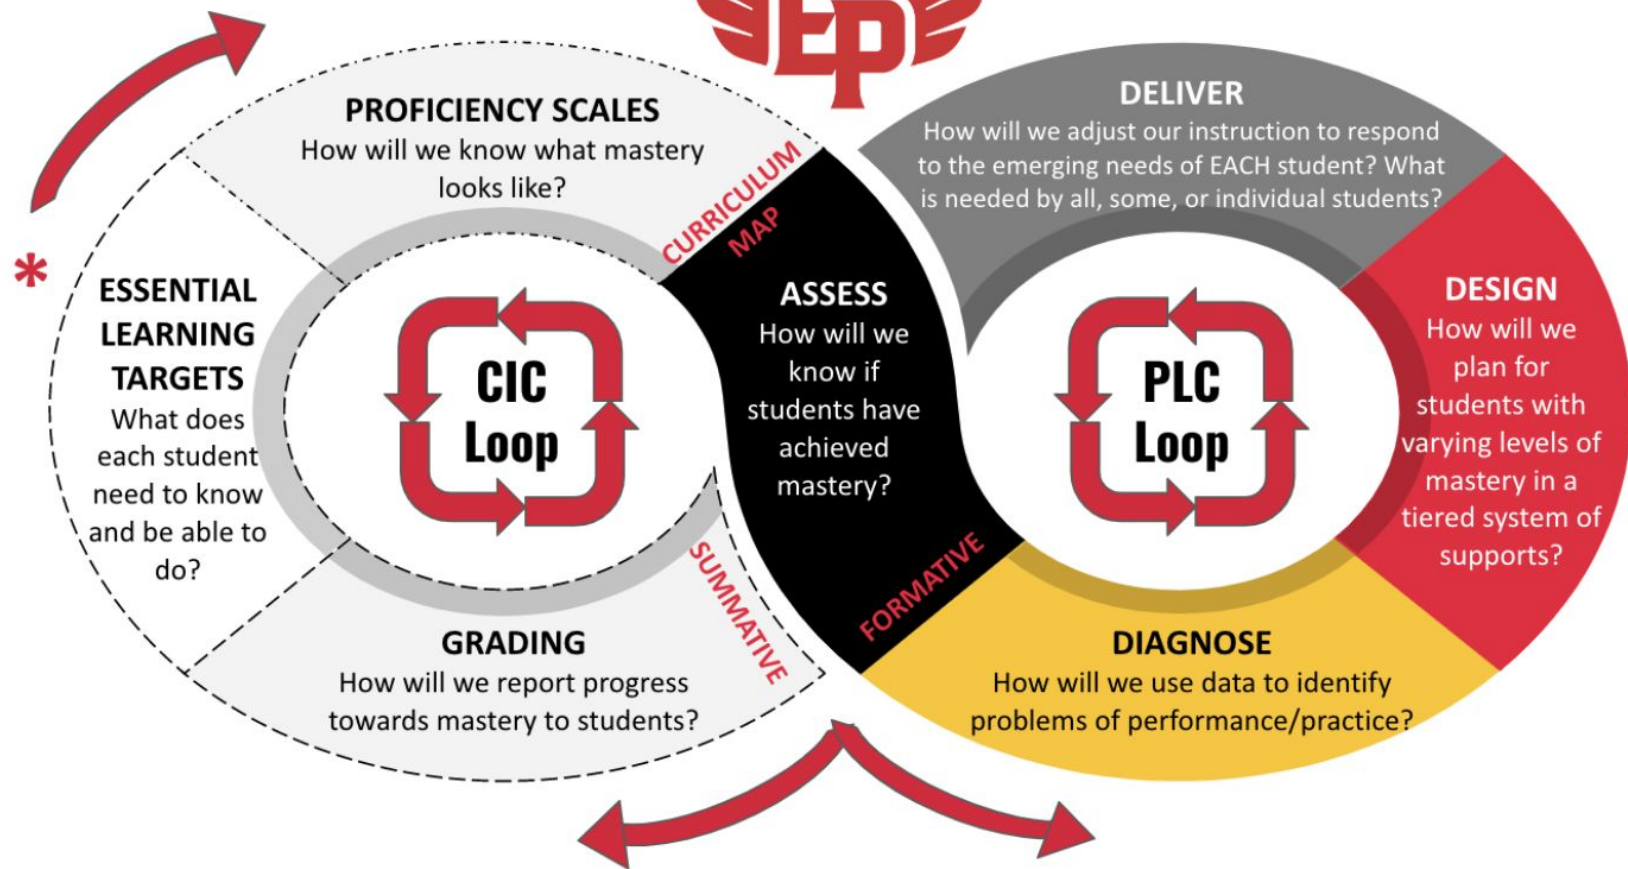 EP
PROFICIENCY SCALES
How will we know what mastery
looks like?
CURRICULUM
MAP
*
ESSENTIAL
LEARNING
TARGETS
What does
each student
need to know
and be able to
do?
CIC
Loop
GRADING
How will we report progress
towards mastery to students?
SUMMATIVE
ASSESS
How will we
know if
students have
achieved
mastery?
FORMATIVE
DELIVER
How will we adjust our instruction to respond
to the emerging needs of EACH student? What
is needed by all, some, or individual students?
PLC
Loop
DESIGN
How will we
plan for
students with
varying levels of
mastery in a
tiered system of
supports?
DIAGNOSE
How will we use data to identify
problems of performance/practice?